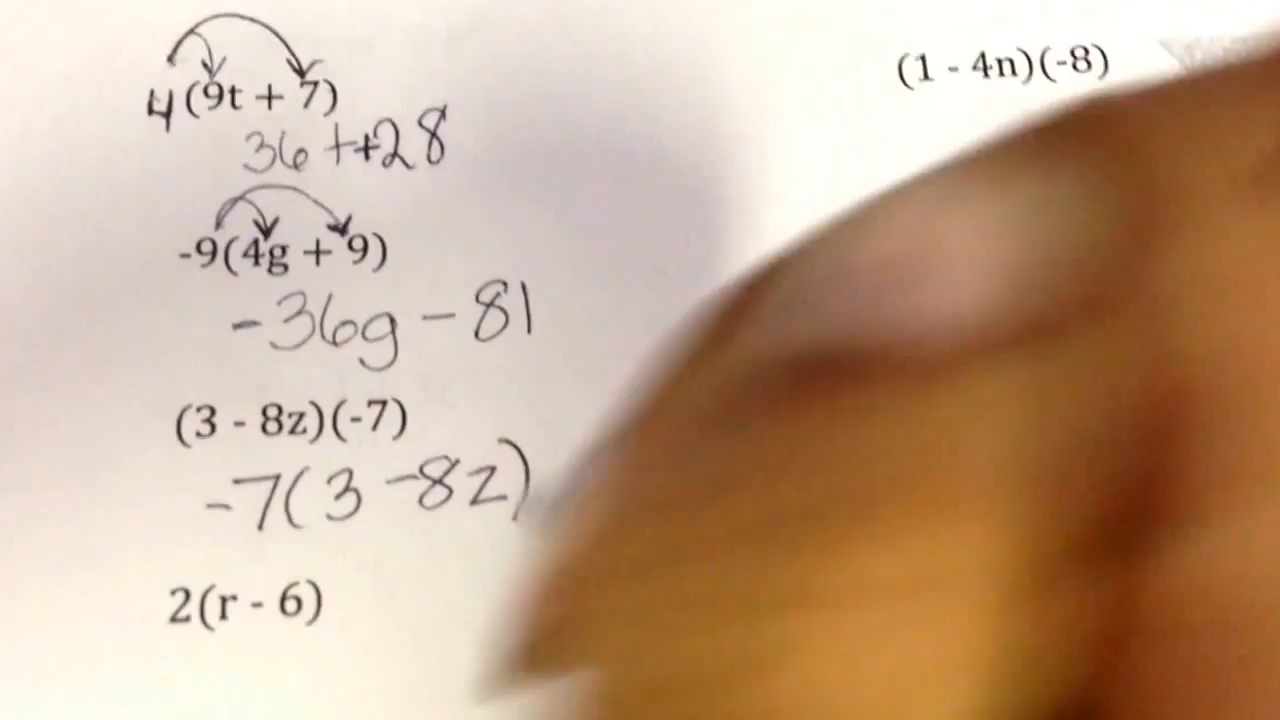 4(9t + 7)
36t+28
-9(4g + 9)
-36g - 81
(3 - 8z)(-7)
-7(3 - 8z)
2(r - 6)
(1 - 4n)(-8)